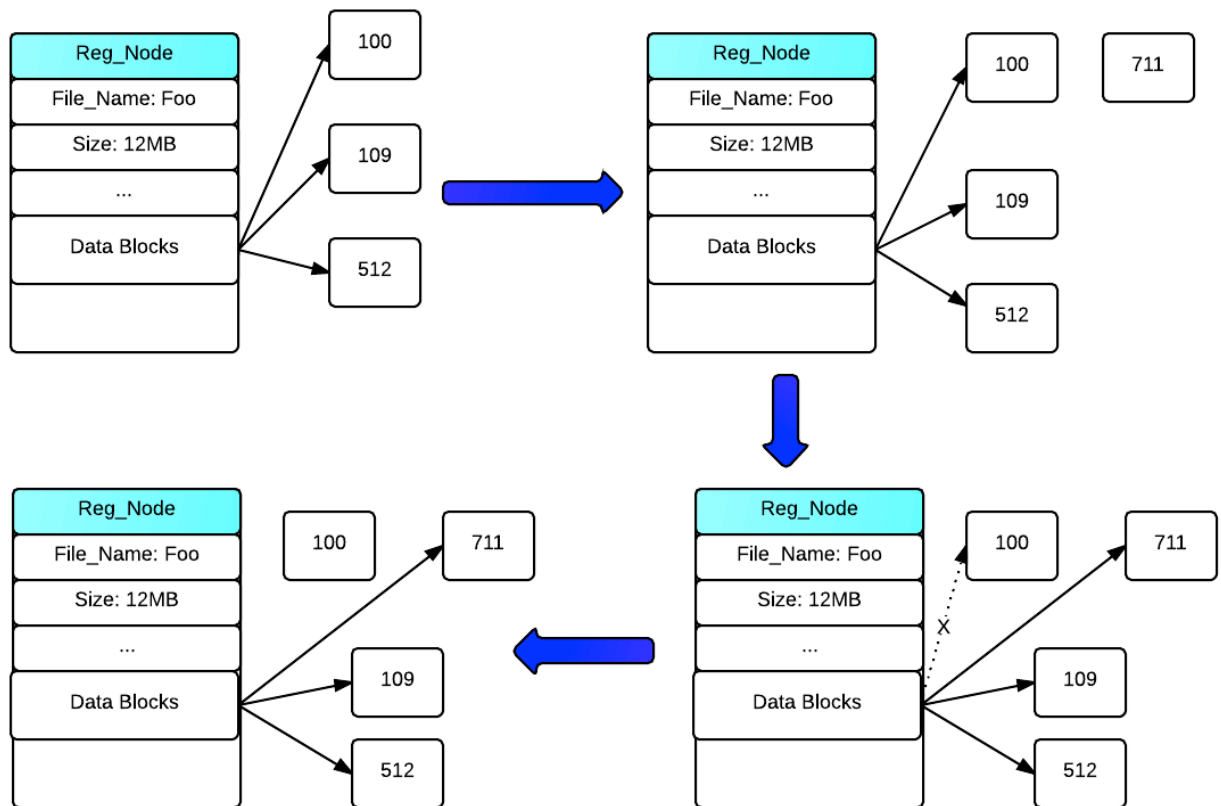 Reg_Node
File_Name: Foo
Size: 12MB
...
Data Blocks
100
109
512
Reg_Node
File_Name: Foo
Size: 12MB
...
Data Blocks
100
711
109
512
Reg_Node
File_Name: Foo
Size: 12MB
...
Data Blocks
100
711
109
512
Reg_Node
File_Name: Foo
Size: 12MB
...
Data Blocks
X
100
711
109
512